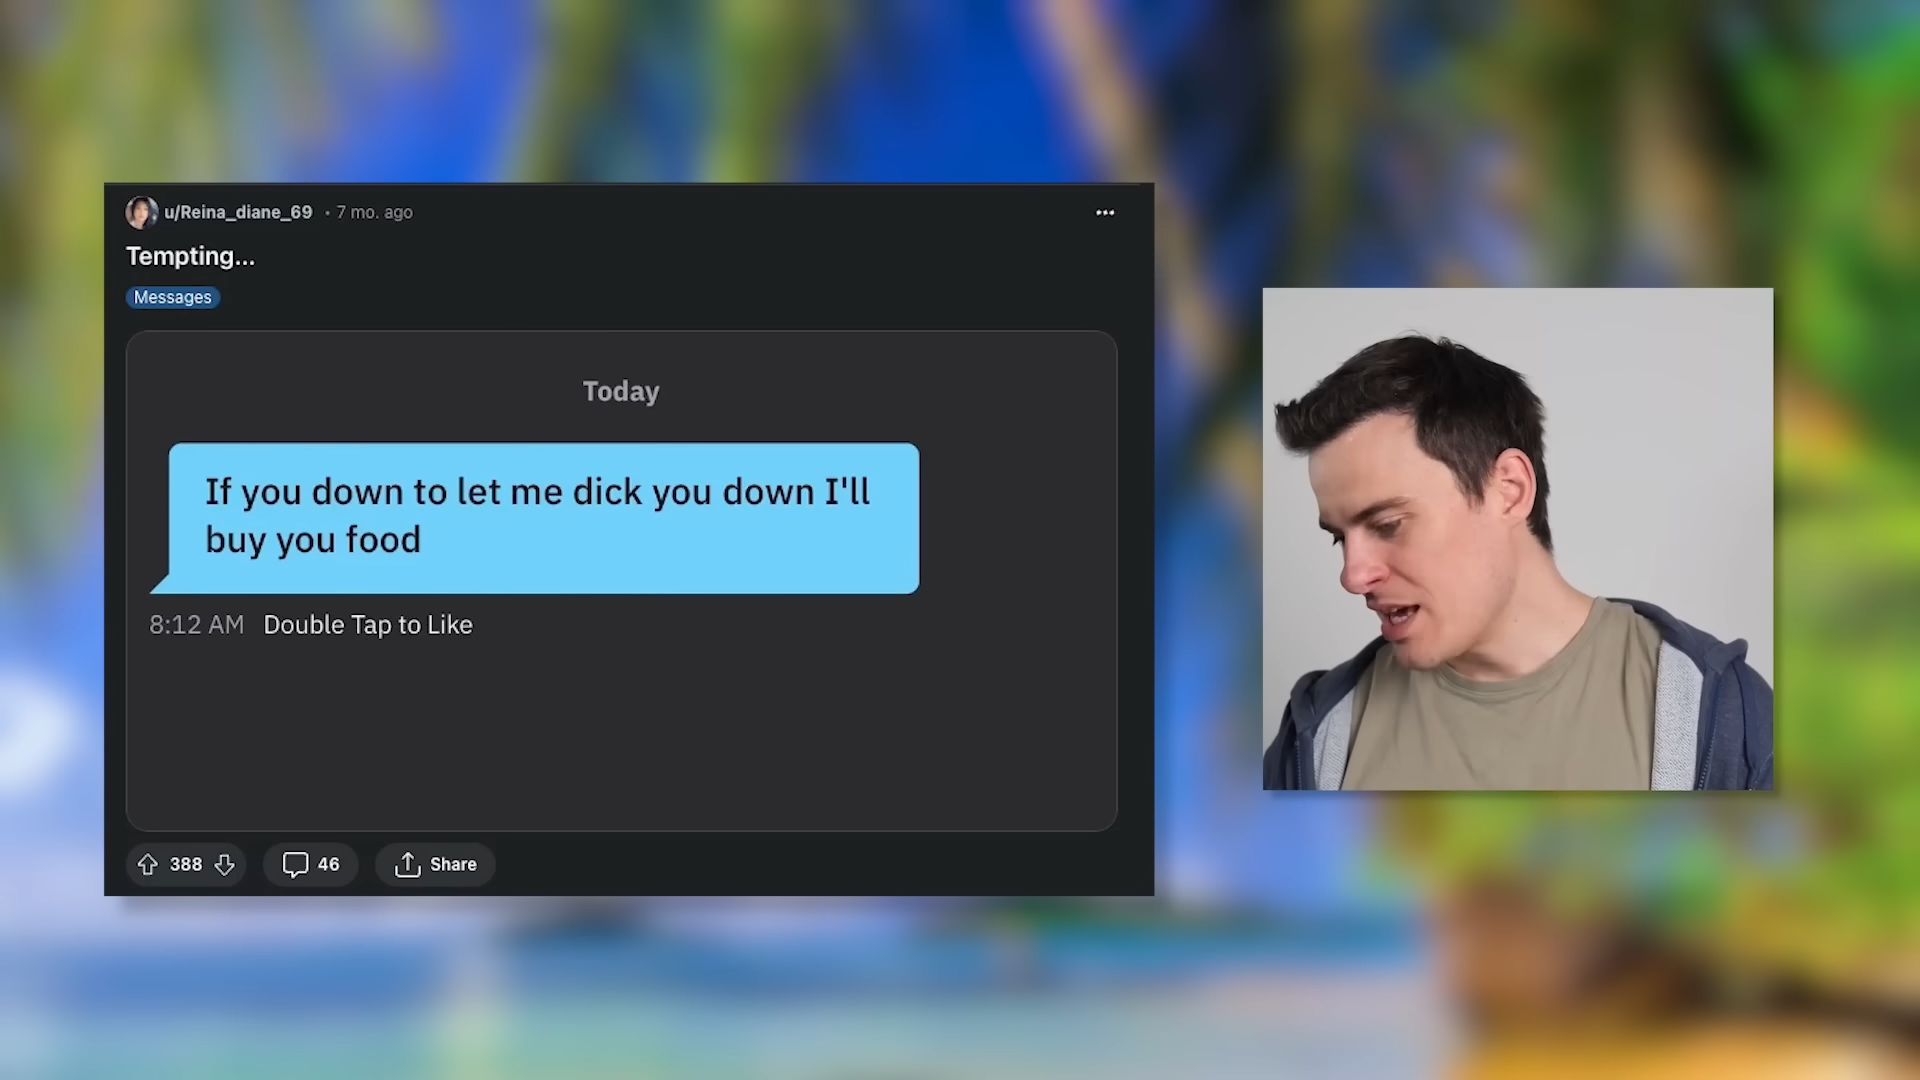 u/Reina_diane_69 • 7 mo. ago
Tempting...
Messages
Today
If you down to let me dick you down I'll
buy you food
8:12 AM Double Tap to Like
388 46 Share